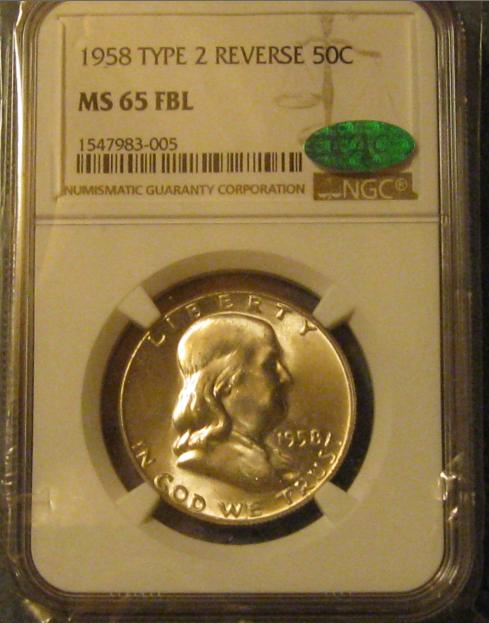 1958 TYPE 2 REVERSE 50C
MS 65 FBL
1547983-005
NUMISMATIC GUARANTY CORPORATION
NGC®
LIBERTY
1958
IN GOD WE TRUST